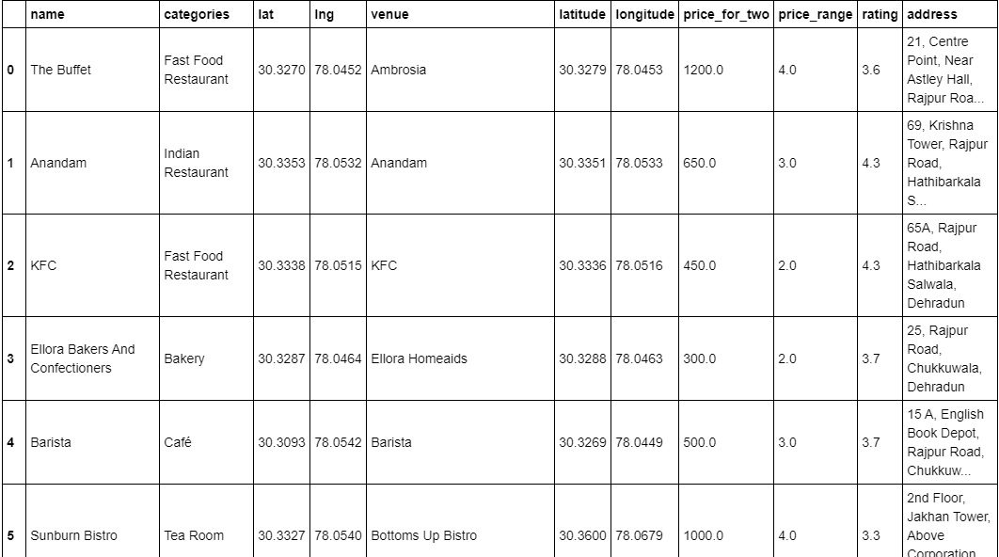 name categories lat lng venue latitude longitude price_for_two price_range rating address
0 The Buffet Fast Food Restaurant 30.3270 78.0452 Ambrosia 30.3279 78.0453 1200.0 4.0 3.6 21, Centre Point, Near Astley Hall, Rajpur Roa...
1 Anandam Indian Restaurant 30.3353 78.0532 Anandam 30.3351 78.0533 650.0 3.0 4.3 69, Krishna Tower, Rajpur Road, Hathibarkala S...
2 KFC Fast Food Restaurant 30.3338 78.0515 KFC 30.3336 78.0516 450.0 2.0 4.3 65A, Rajpur Road, Hathibarkala Salwala, Dehradun
3 Ellora Bakers And Confectioners Bakery 30.3287 78.0464 Ellora Homeaids 30.3288 78.0463 300.0 2.0 3.7 25, Rajpur Road, Chukkuwala, Dehradun
4 Barista Café 30.3093 78.0542 Barista 30.3269 78.0449 500.0 3.0 3.7 15 A, English Book Depot, Rajpur Road, Chukkuw...
5 Sunburn Bistro Tea Room 30.3327 78.0540 Bottoms Up Bistro 30.3600 78.0679 1000.0 4.0 3.3 2nd Floor, Jakhan Tower, Above Corporation